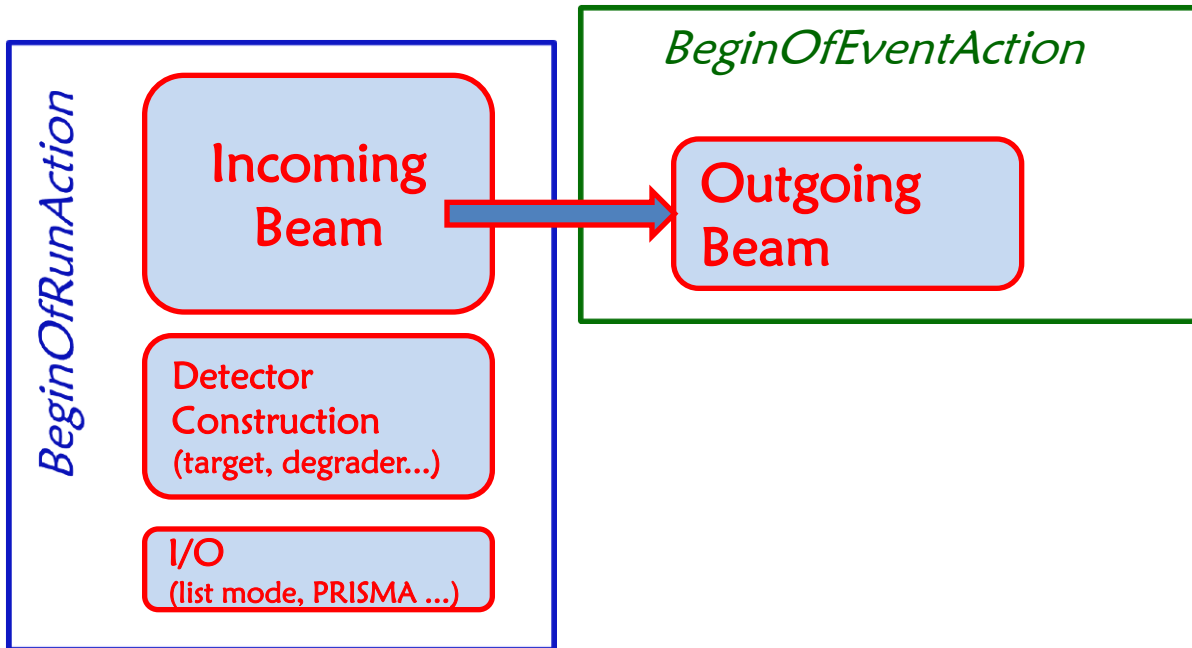 BeginOfRunAction
Incoming
Beam
Detector
Construction
(target, degrader...)
I/O
(list mode, PRISMA ...)
BeginOfEventAction
Outgoing
Beam